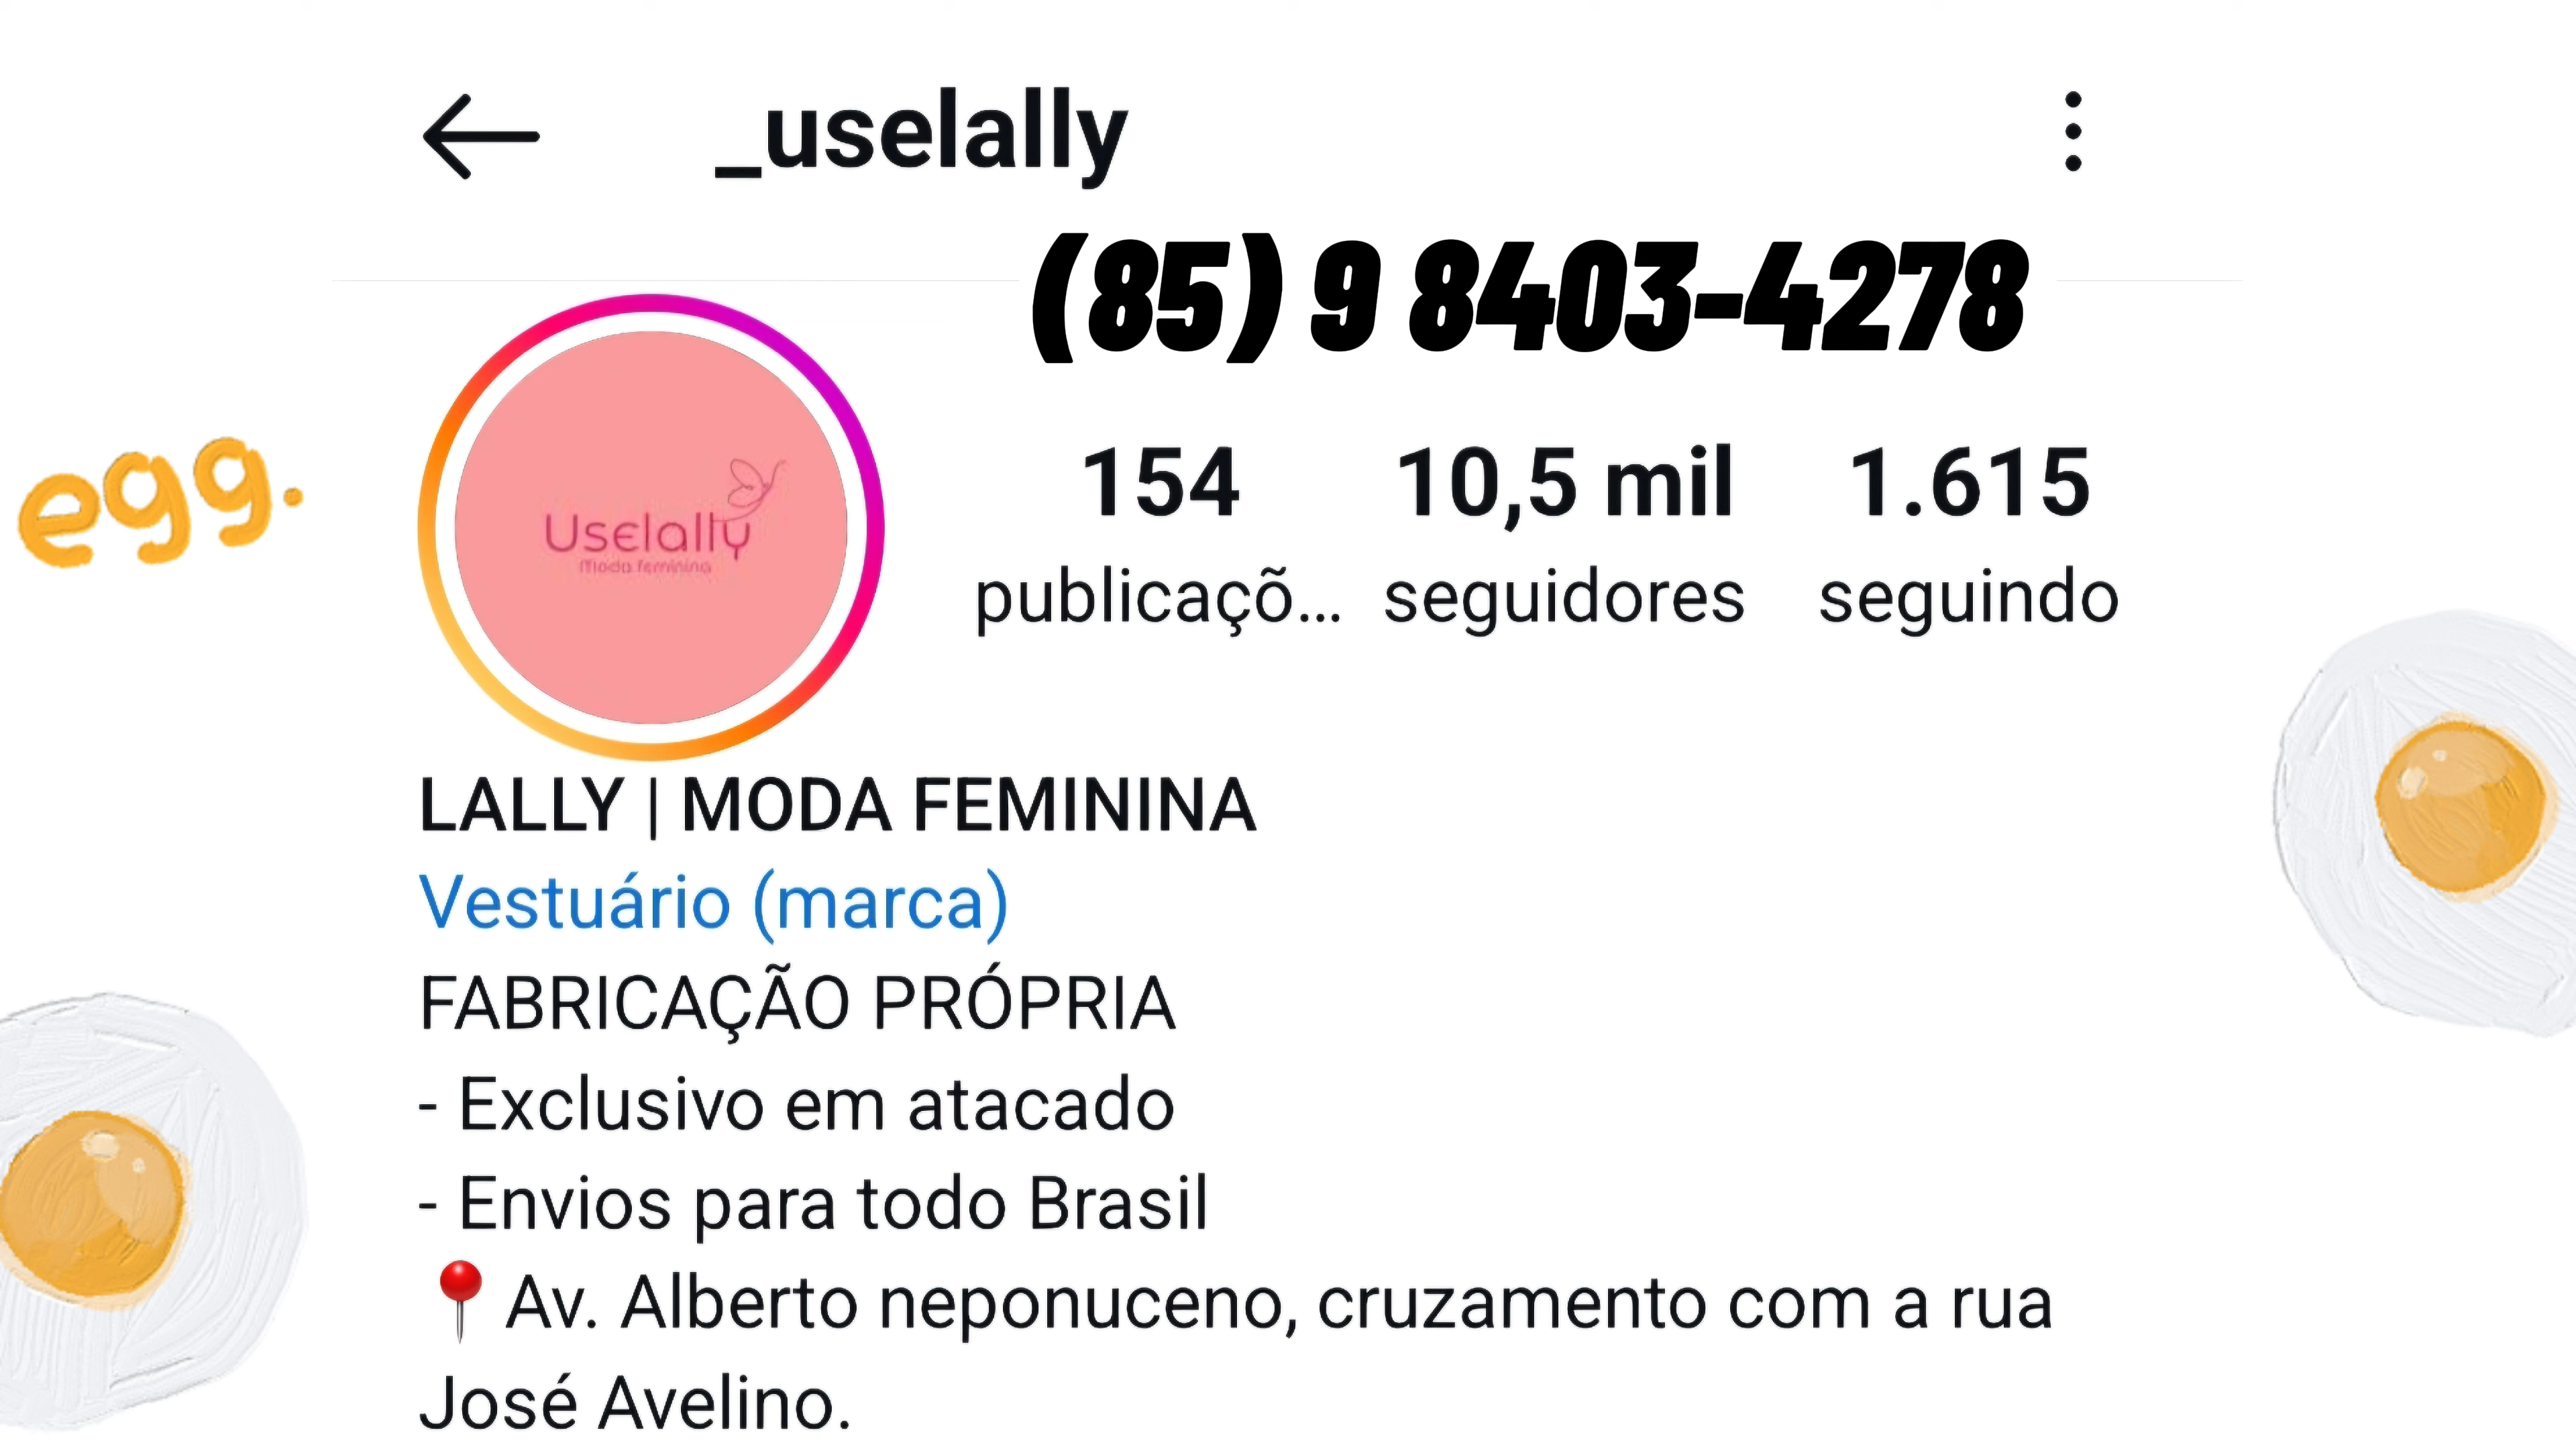 _uselally
(85) 9 8403-4278
egg.
Uselally
Moda feminina
154 10,5 mil 1.615
publicaçõ... seguidores seguindo
LALLY | MODA FEMININA
Vestuário (marca)
FABRICAÇÃO PRÓPRIA
- Exclusivo em atacado
- Envios para todo Brasil
📍Av. Alberto neponuceno, cruzamento com a rua
José Avelino.